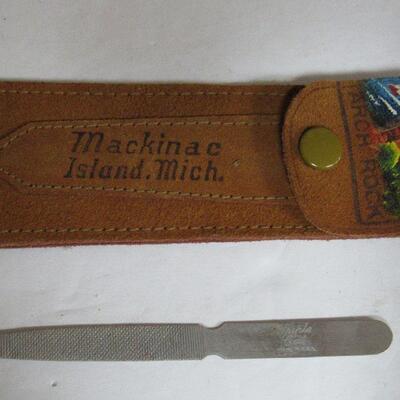 Mackinac
Island. Mich.
ARCH ROCK